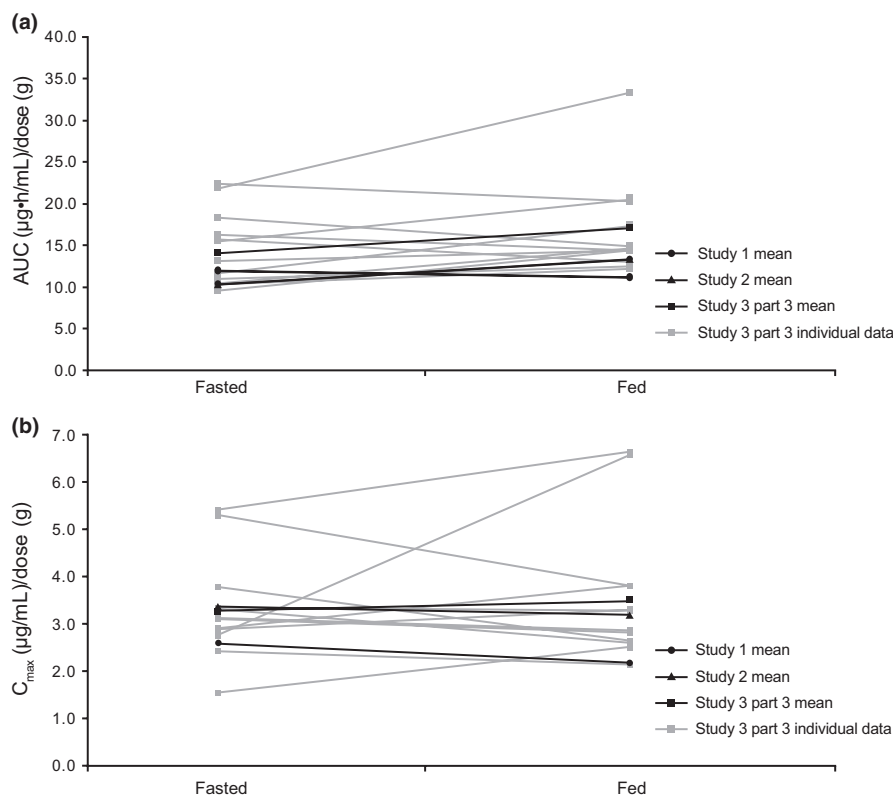 (a)
40.0
35.0
30.0
25.0
20.0
15.0
10.0
5.0
0.0
AUC (µg•h/mL)/dose (g)
Fasted
Fed
Study 1 mean
Study 2 mean
Study 3 part 3 mean
Study 3 part 3 individual data
(b)
7.0
6.0
5.0
4.0
3.0
2.0
1.0
0.0
Cmax (µg/mL)/dose (g)
Fasted
Fed
Study 1 mean
Study 2 mean
Study 3 part 3 mean
Study 3 part 3 individual data